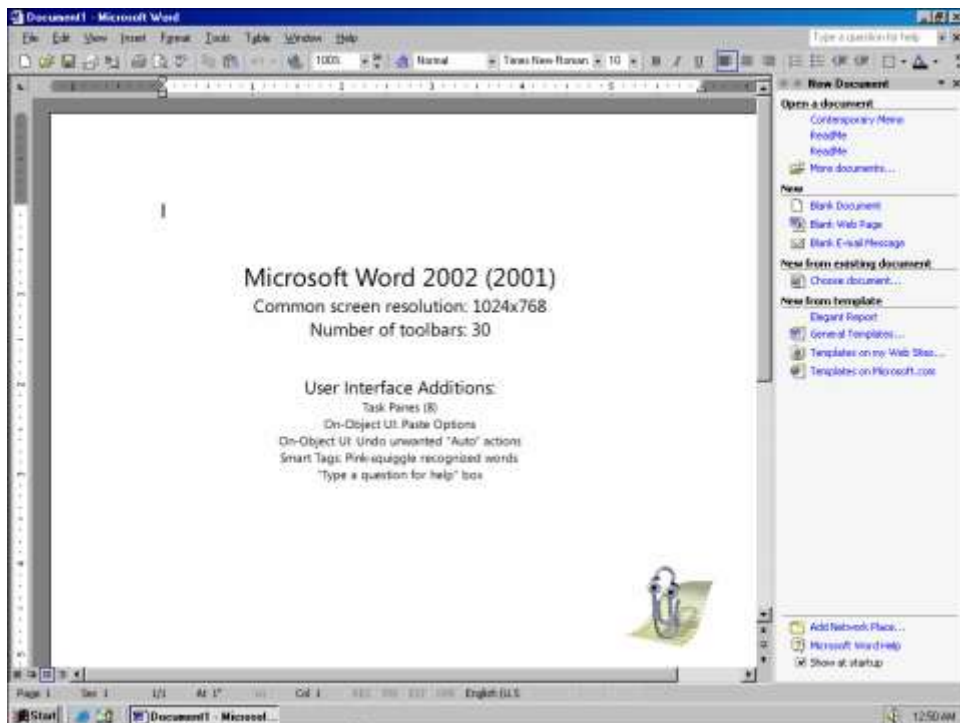 Document1 - Microsoft Word
File Edit View Insert Format Tools Table Window Help
Type a question for help
100% Normal Times New Roman 10 B I U
New Document
Open a document
Contemporary Memo
ReadMe
ReadMe
More documents...
New
Blank Document
Blank Web Page
Blank E-mail Message
New from existing document
Choose document...
New from template
Elegant Report
General Templates...
Templates on my Web Sites...
Templates on Microsoft.com
Microsoft Word 2002 (2001)
Common screen resolution: 1024x768
Number of toolbars: 30
User Interface Additions:
Task Panes (8)
On-Object UI: Paste Options
On-Object UI: Undo unwanted "Auto" actions
Smart Tags: Pink-squiggle recognized words
"Type a question for help" box
Add Network Place...
Microsoft Word Help
Show at startup
Page 1 Sec 1 1/1 At 1" Col 1 English (U.S
Start Document1 - Microsof... 12:50 AM